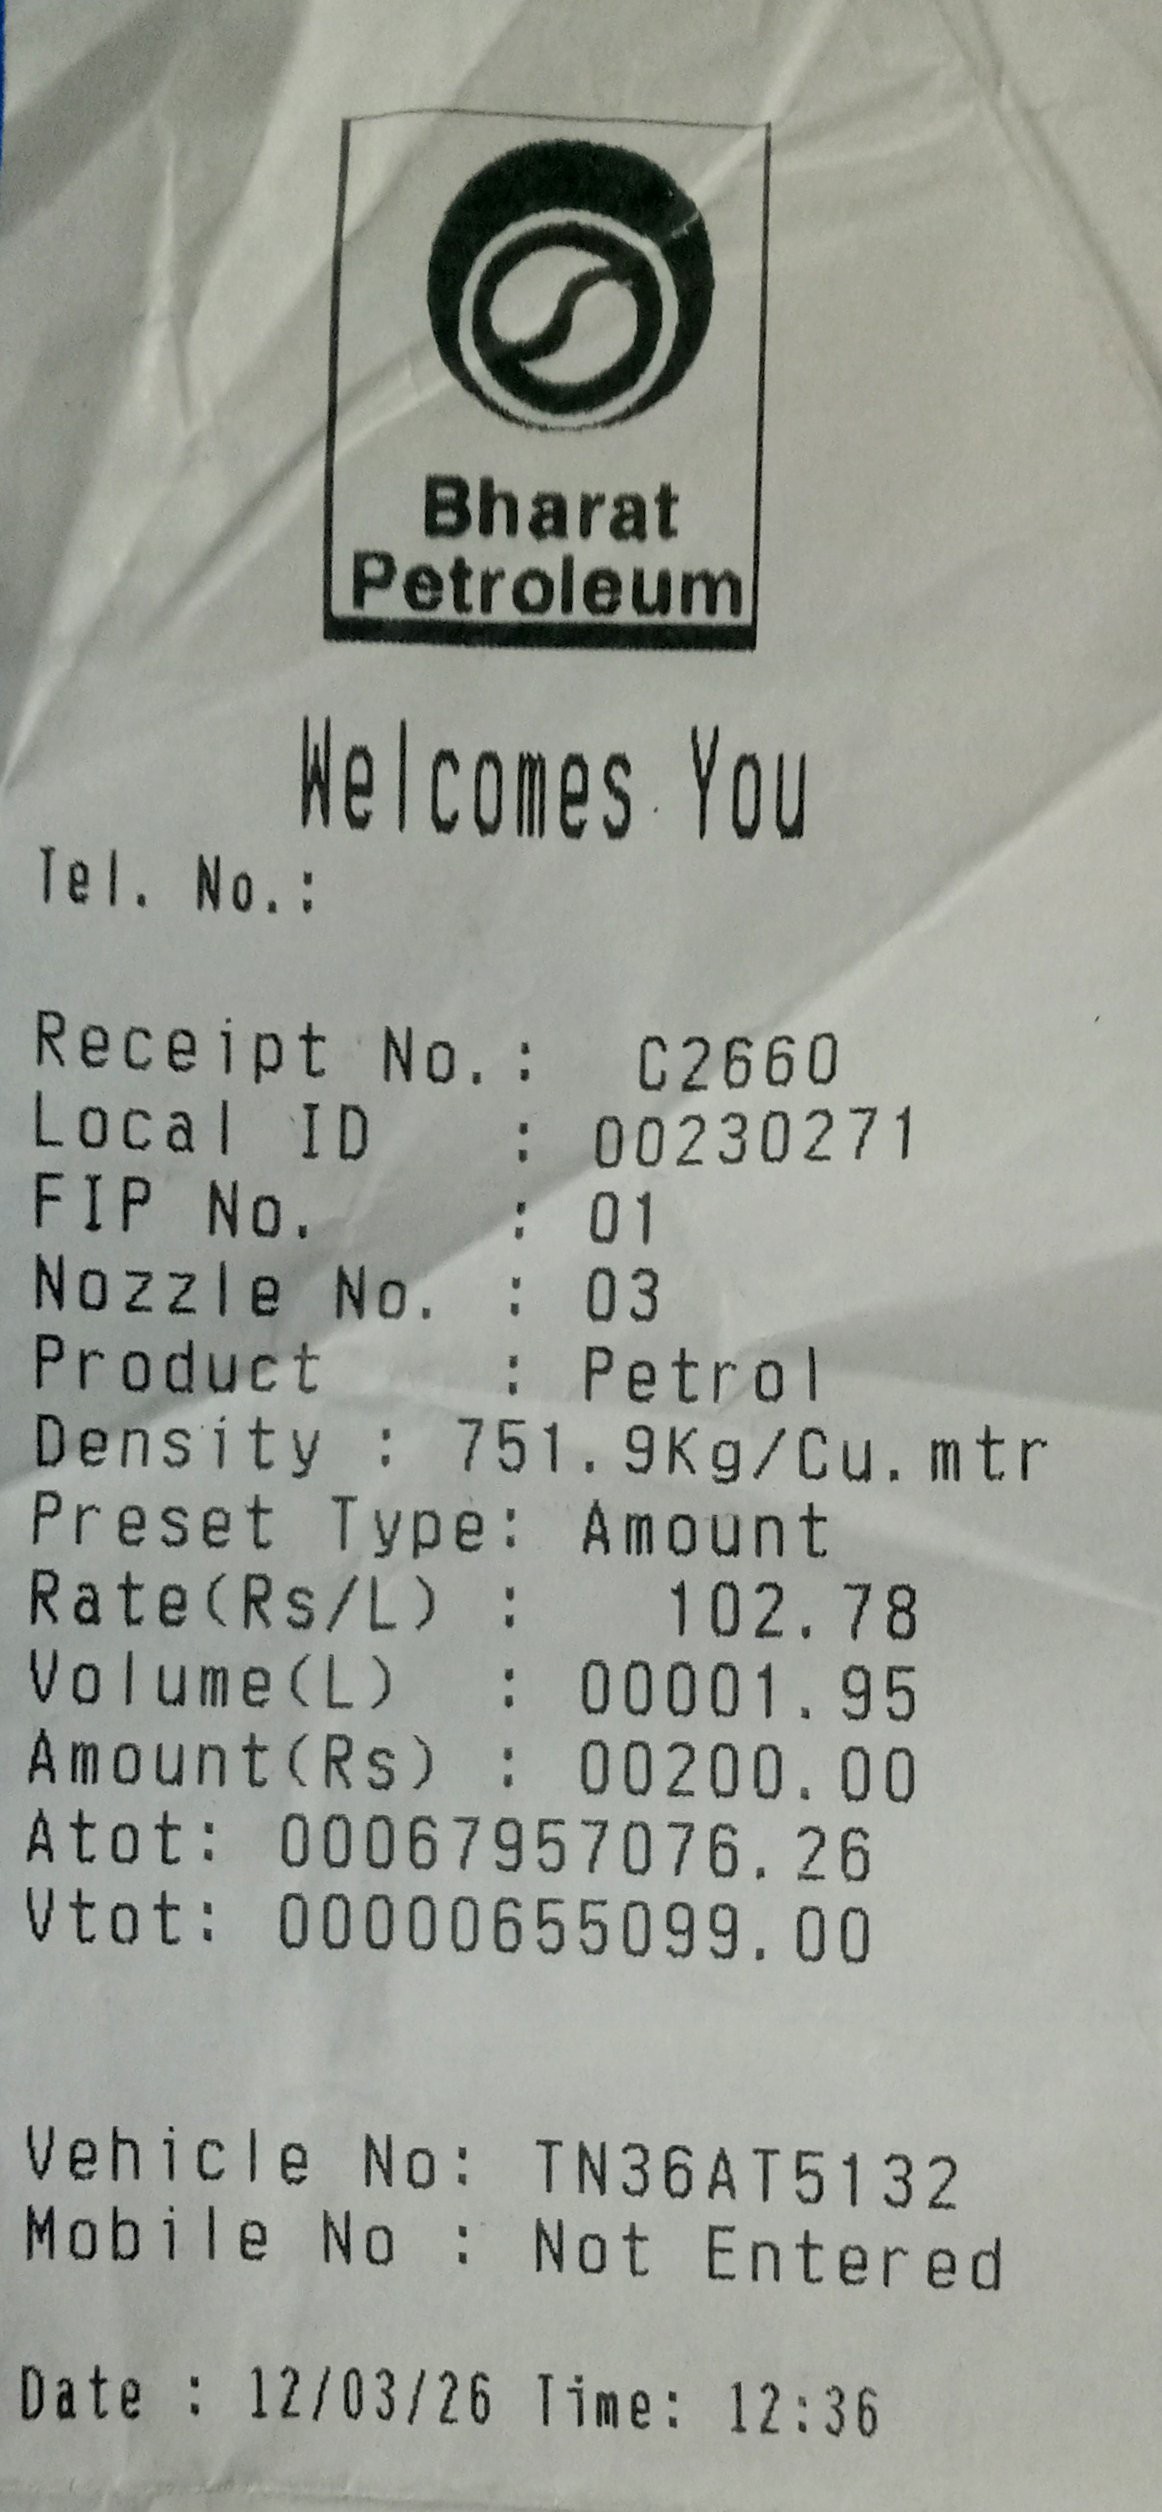 Bharat
Petroleum
Welcomes You
Tel. No.:
Receipt No.: C2660
Local ID : 00230271
FIP No. : 01
Nozzle No. : 03
Product : Petrol
Density : 751.9Kg/Cu.mtr
Preset Type: Amount
Rate(Rs/L) : 102.78
Volume(L) : 00001.95
Amount(Rs) : 00200.00
Atot: 00067957076.26
Vtot: 00000655099.00
Vehicle No: TN36AT5132
Mobile No : Not Entered
Date : 12/03/26 Time: 12:36